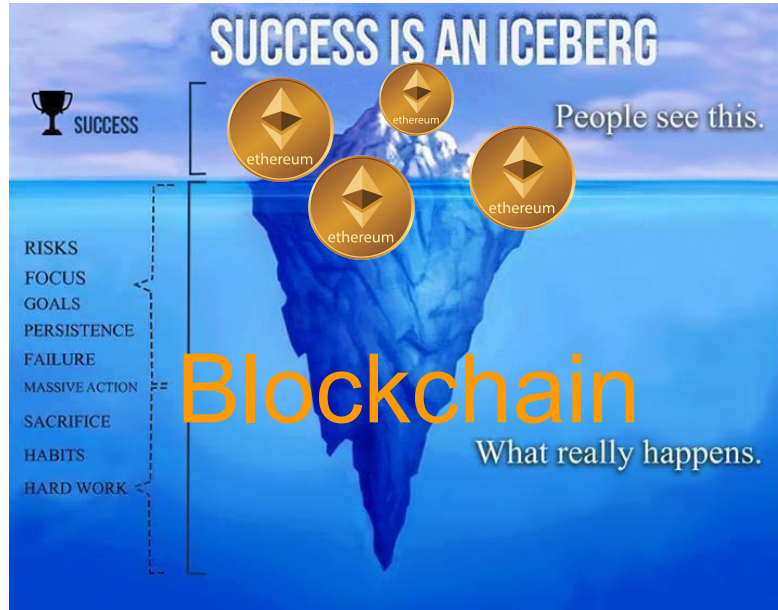 SUCCESS IS AN ICEBERG
SUCCESS
People see this.
ethereum
ethereum
ethereum
ethereum
RISKS
FOCUS
GOALS
PERSISTENCE
FAILURE
MASSIVE ACTION
SACRIFICE
HABITS
HARD WORK
Blockchain
What really happens.